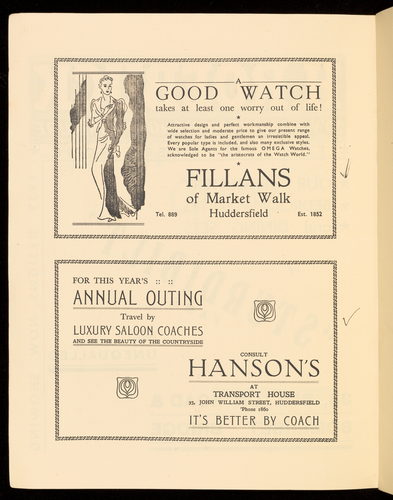 A
GOOD WATCH
takes at least one worry out of life!
Attractive design and perfect workmanship combine with
wide selection and moderate price to give our present range
of watches for ladies and gentlemen an irresistible appeal.
Every popular type is included, and also many exclusive styles.
We are Sole Agents for the famous OMEGA Watches,
acknowledged to be "the aristocrats of the Watch World."
FILLANS
of Market Walk
Tel. 889 Huddersfield Est. 1852
FOR THIS YEAR'S :: ::
ANNUAL OUTING
Travel by
LUXURY SALOON COACHES
AND SEE THE BEAUTY OF THE COUNTRYSIDE
CONSULT
HANSON'S
AT
TRANSPORT HOUSE
35, JOHN WILLIAM STREET, HUDDERSFIELD
'Phone 1860
IT'S BETTER BY COACH